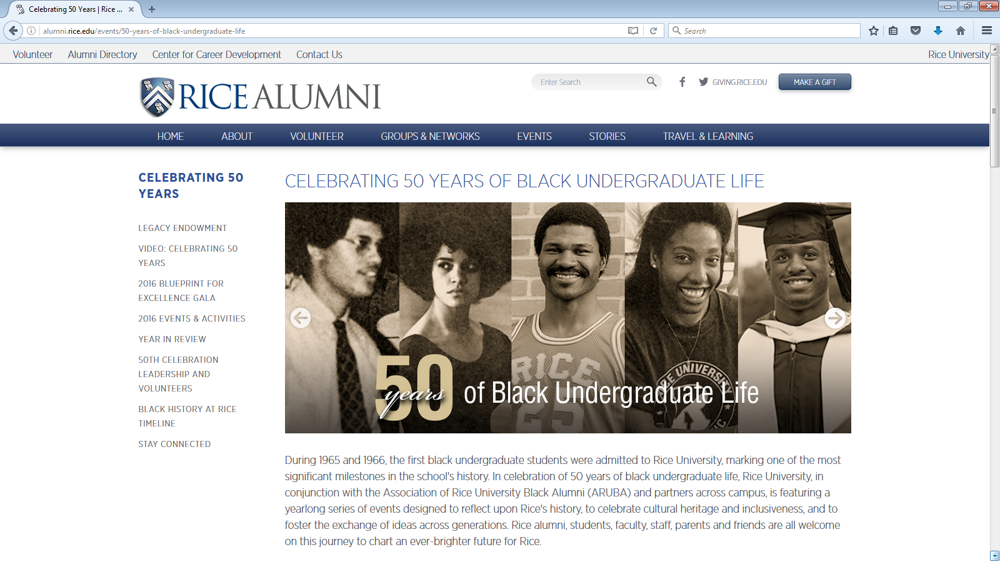 Celebrating 50 Years | Rice ...
alumni.rice.edu/events/50-years-of-black-undergraduate-life
Search
Volunteer Alumni Directory Center for Career Development Contact Us Rice University
RICE ALUMNI
Enter Search
GIVING.RICE.EDU
MAKE A GIFT
HOME ABOUT VOLUNTEER GROUPS & NETWORKS EVENTS STORIES TRAVEL & LEARNING
CELEBRATING 50
YEARS
LEGACY ENDOWMENT
VIDEO: CELEBRATING 50
YEARS
2016 BLUEPRINT FOR
EXCELLENCE GALA
2016 EVENTS & ACTIVITIES
YEAR IN REVIEW
50TH CELEBRATION
LEADERSHIP AND
VOLUNTEERS
BLACK HISTORY AT RICE
TIMELINE
STAY CONNECTED
CELEBRATING 50 YEARS OF BLACK UNDERGRADUATE LIFE
RICE
UNIVERSITY
50 years of Black Undergraduate Life
During 1965 and 1966, the first black undergraduate students were admitted to Rice University, marking one of the most
significant milestones in the school's history. In celebration of 50 years of black undergraduate life, Rice University, in
conjunction with the Association of Rice University Black Alumni (ARUBA) and partners across campus, is featuring a
yearlong series of events designed to reflect upon Rice's history, to celebrate cultural heritage and inclusiveness, and to
foster the exchange of ideas across generations. Rice alumni, students, faculty, staff, parents and friends are all welcome
on this journey to chart an ever-brighter future for Rice.